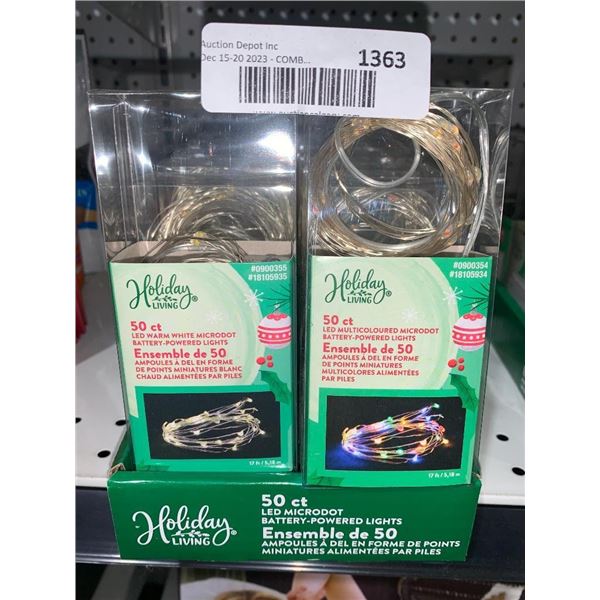 Auction Depot Inc
Dec 15-20 2023 - COMB...
1363
Holiday
LIVING®
#0900355
#18105935
50 ct
LED WARM WHITE MICRODOT
BATTERY-POWERED LIGHTS
Ensemble de 50
AMPOULES À DEL EN FORME
DE POINTS MINIATURES BLANC
CHAUD ALIMENTÉES PAR PILES
17 ft / 5,18 m
Holiday
LIVING®
#0900354
#18105934
50 ct
LED MULTICOLOURED MICRODOT
BATTERY-POWERED LIGHTS
Ensemble de 50
AMPOULES À DEL EN FORME
DE POINTS MINIATURES
MULTICOLORES ALIMENTÉES
PAR PILES
17 ft / 5,18 m
Holiday
LIVING®
50 ct
LED MICRODOT
BATTERY-POWERED LIGHTS
Ensemble de 50
AMPOULES À DEL EN FORME DE POINTS
MINIATURES ALIMENTÉES PAR PILES